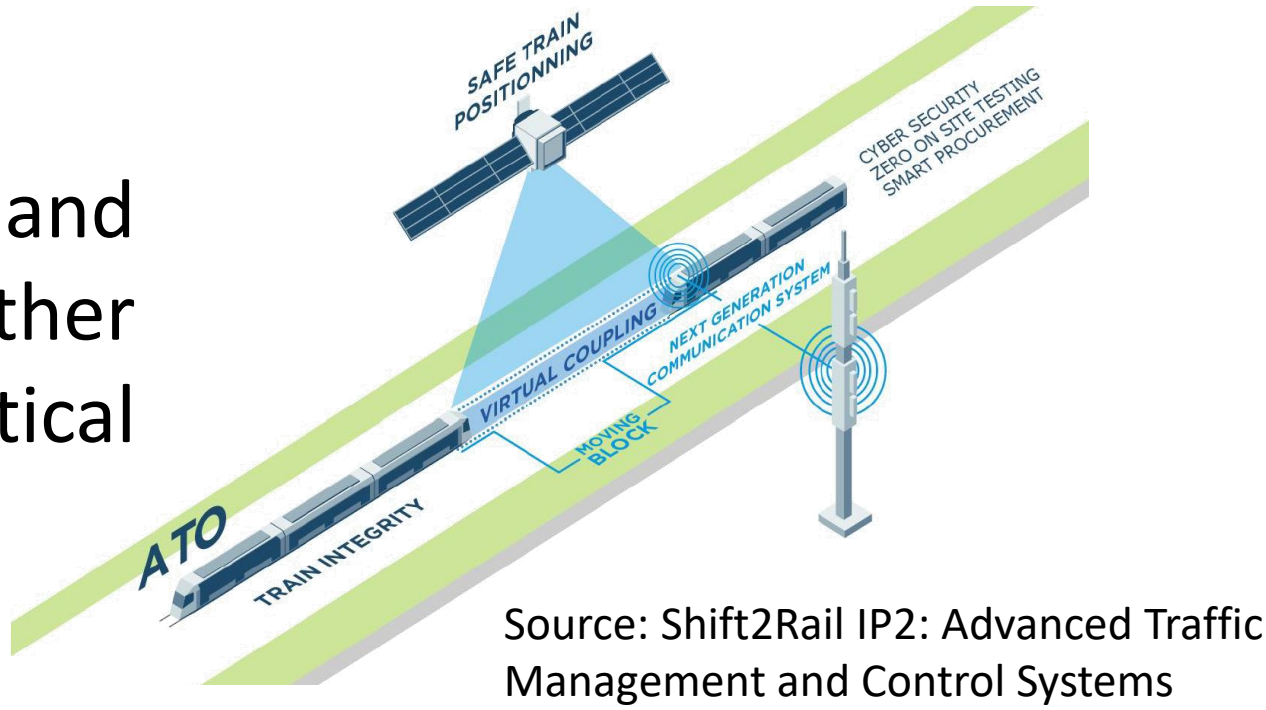 SAFE TRAIN
POSITIONNING
CYBER SECURITY
ZERO ON SITE TESTING
SMART PROCUREMENT
and
ther
tical
NEXT GENERATION
COMMUNICATION SYSTEM
VIRTUAL COUPLING
MOVING
BLOCK
ATO
TRAIN INTEGRITY
Source: Shift2Rail IP2: Advanced Traffic
Management and Control Systems